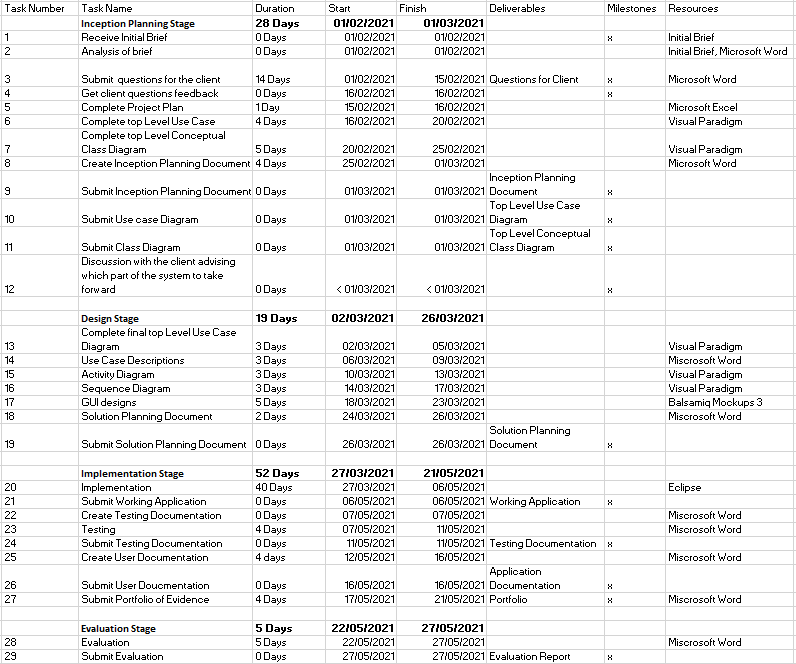 Task Number Task Name Duration Start Finish Deliverables Milestones Resources
Inception Planning Stage 28 Days 01/02/2021 01/03/2021
1 Receive Initial Brief 0 Days 01/02/2021 01/02/2021 x Initial Brief
2 Analysis of brief 0 Days 01/02/2021 01/02/2021 Initial Brief, Microsoft Word
3 Submit questions for the client 14 Days 01/02/2021 15/02/2021 Questions for Client x Microsoft Word
4 Get client questions feedback 0 Days 16/02/2021 16/02/2021 x
5 Complete Project Plan 1 Day 15/02/2021 16/02/2021 Microsoft Excel
6 Complete top Level Use Case 4 Days 16/02/2021 20/02/2021 Visual Paradigm
Complete top Level Conceptual
7 Class Diagram 5 Days 20/02/2021 25/02/2021 Visual Paradigm
8 Create Inception Planning Document 4 Days 25/02/2021 01/03/2021 Microsoft Word
Inception Planning
9 Submit Inception Planning Document 0 Days 01/03/2021 01/03/2021 Document x
Top Level Use Case
10 Submit Use case Diagram 0 Days 01/03/2021 01/03/2021 Diagram x
Top Level Conceptual
11 Submit Class Diagram 0 Days 01/03/2021 01/03/2021 Class Diagram x
Discussion with the client advising
which part of the system to take
12 forward 0 Days < 01/03/2021 < 01/03/2021 x
Design Stage 19 Days 02/03/2021 26/03/2021
Complete final top Level Use Case
13 Diagram 3 Days 02/03/2021 05/03/2021 Visual Paradigm
14 Use Case Descriptions 3 Days 06/03/2021 09/03/2021 Miscrosoft Word
15 Activity Diagram 3 Days 10/03/2021 13/03/2021 Visual Paradigm
16 Sequence Diagram 3 Days 14/03/2021 17/03/2021 Visual Paradigm
17 GUI designs 5 Days 18/03/2021 23/03/2021 Balsamiq Mockups 3
18 Solution Planning Document 2 Days 24/03/2021 26/03/2021 Miscrosoft Word
Solution Planning
19 Submit Solution Planning Document 0 Days 26/03/2021 26/03/2021 Document x
Implementation Stage 52 Days 27/03/2021 21/05/2021
20 Implementation 40 Days 27/03/2021 06/05/2021 Eclipse
21 Submit Working Application 0 Days 06/05/2021 06/05/2021 Working Application x
22 Create Testing Documentation 0 Days 07/05/2021 07/05/2021 Miscrosoft Word
23 Testing 4 Days 07/05/2021 11/05/2021 Miscrosoft Word
24 Submit Testing Documentation 0 Days 11/05/2021 11/05/2021 Testing Documentation x
25 Create User Documentation 4 days 12/05/2021 16/05/2021 Miscrosoft Word
Application
26 Submit User Doucmentation 0 Days 16/05/2021 16/05/2021 Documentation x
27 Submit Portfolio of Evidence 4 Days 17/05/2021 21/05/2021 Portfolio x Miscrosoft Word
Evaluation Stage 5 Days 22/05/2021 27/05/2021
28 Evaluation 5 Days 22/05/2021 27/05/2021 Miscrosoft Word
29 Submit Evaluation 0 Days 27/05/2021 27/05/2021 Evaluation Report x